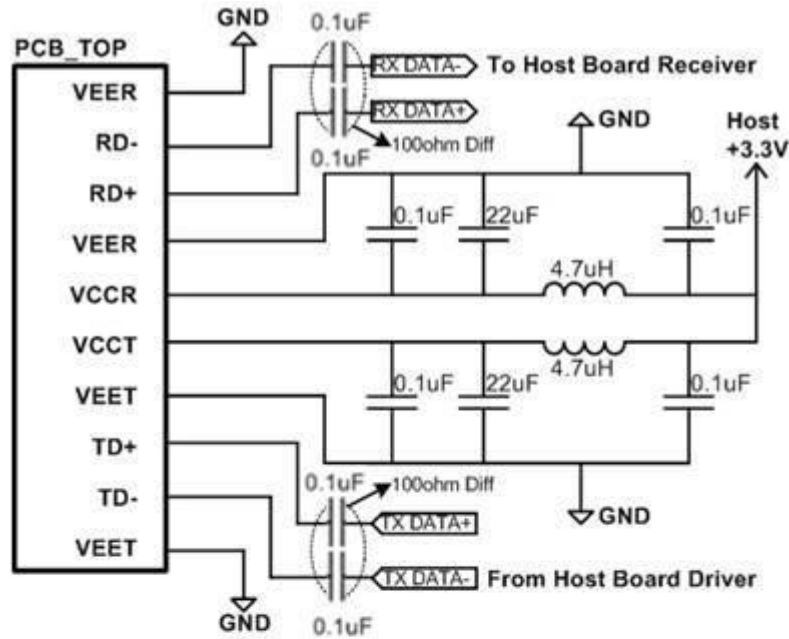 GND
0.1uF
PCB_TOP
VEER
RX DATA-
To Host Board Receiver
RD-
RX DATA+
100ohm Diff
0.1uF
GND
Host
+3.3V
RD+
VEER
0.1uF
22uF
0.1uF
4.7uH
VCCR
VCCT
4.7uH
VEET
0.1uF
22uF
0.1uF
TD+
TD-
0.1uF
100ohm Diff
TX DATA+
GND
VEET
TX DATA-
From Host Board Driver
GND
0.1uF